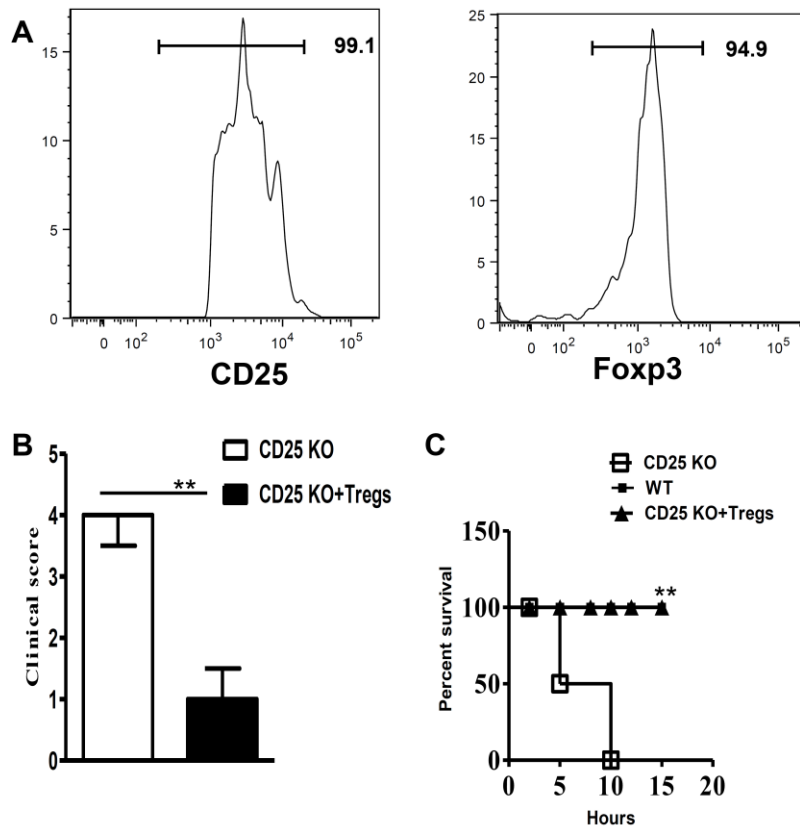 A
99.1
15
10
5
0
0 10² 10³ 10⁴ 10⁵
CD25
94.9
25
20
15
10
5
0
0 10² 10³ 10⁴ 10⁵
Foxp3
B
CD25 KO
CD25 KO+Tregs
**
Clinical score
5
4
3
2
1
0
C
CD25 KO
WT
CD25 KO+Tregs
**
Percent survival
150
100
50
0
0 5 10 15 20
Hours